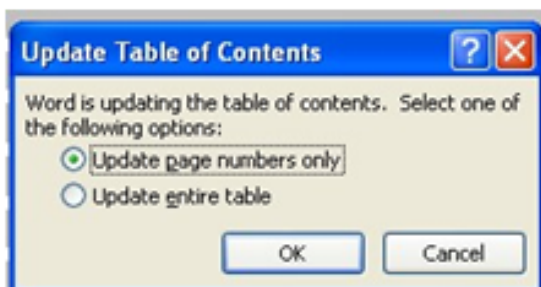 Update Table of Contents
Word is updating the table of contents. Select one of
the following options:
Update page numbers only
Update entire table
OK
Cancel